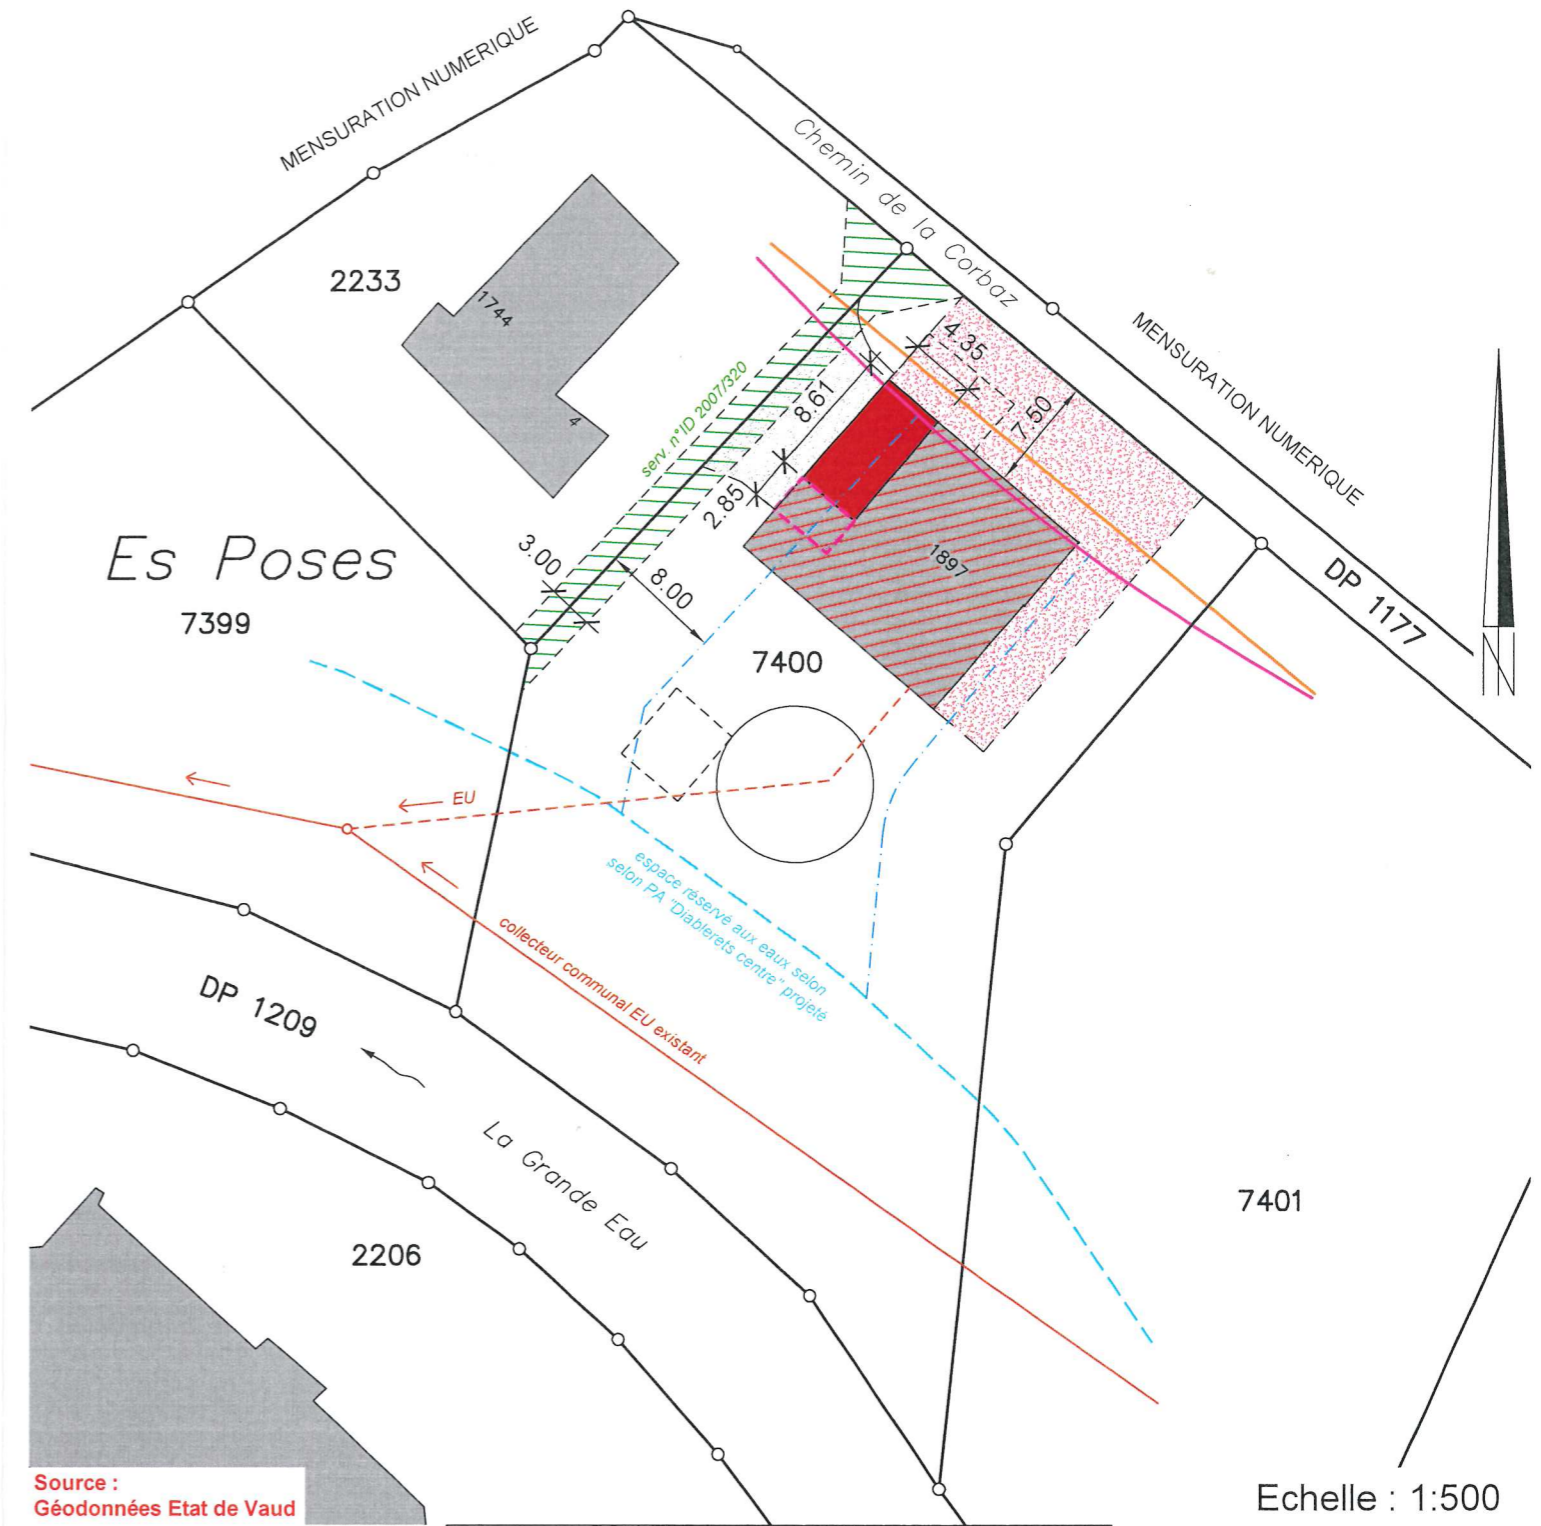 MENSURATION NUMERIQUE
Chemin de la Corbaz
2233
1744
4
MENSURATION NUMERIQUE
4.35
serv. n°ID 2007/320
8.61
7.50
2.85
Es Poses
3.00
1897
8.00
DP 1177
7399
7400
N
EU
espace réservé aux eaux selon
selon PA "Diablerets centre" projeté
collecteur communal EU existant
DP 1209
La Grande Eau
7401
2206
Source :
Géodonnées Etat de Vaud
Echelle : 1:500